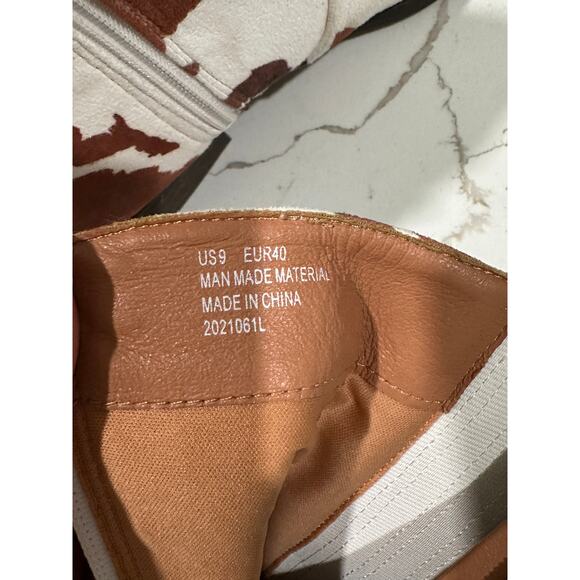 US9 EUR40
MAN MADE MATERIAL
MADE IN CHINA
2021061L